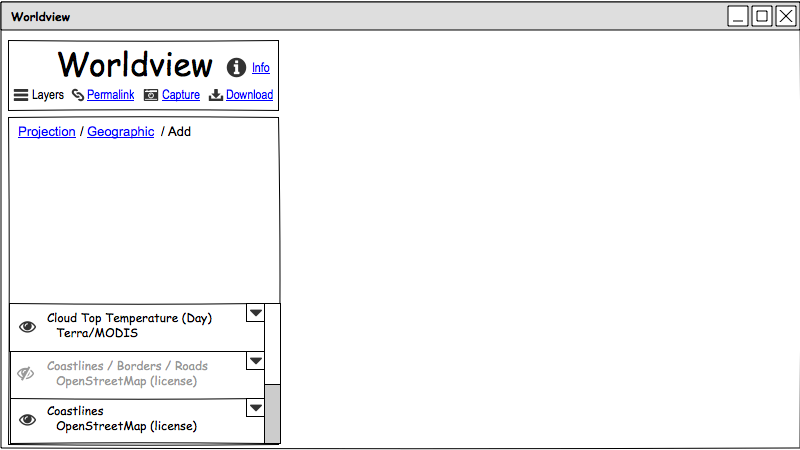 Worldview
Worldview Info
Layers Permalink Capture Download
Projection / Geographic / Add
Cloud Top Temperature (Day)
Terra/MODIS
Coastlines / Borders / Roads
OpenStreetMap (license)
Coastlines
OpenStreetMap (license)